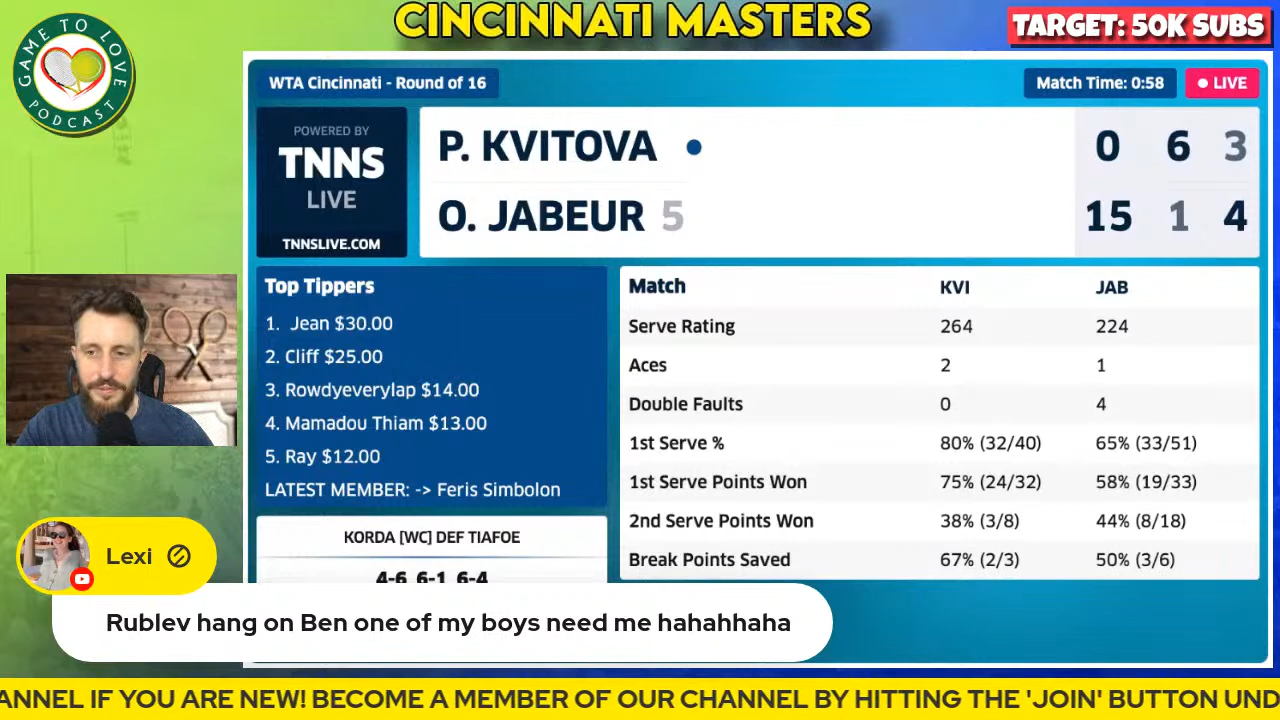 GAME TO LOVE
PODCAST
CINCINNATI MASTERS
TARGET: 50K SUBS
WTA Cincinnati - Round of 16
Match Time: 0:58
LIVE
POWERED BY
TNNS
LIVE
TNNSLIVE.COM
P. KVITOVA 0 6 3
O. JABEUR 5 15 1 4
Top Tippers
1. Jean $30.00
2. Cliff $25.00
3. Rowdyeverylap $14.00
4. Mamadou Thiam $13.00
5. Ray $12.00
LATEST MEMBER: -> Feris Simbolon
KORDA [WC] DEF TIAFOE
4-6 6-1 6-4
Match KVI JAB
Serve Rating 264 224
Aces 2 1
Double Faults 0 4
1st Serve % 80% (32/40) 65% (33/51)
1st Serve Points Won 75% (24/32) 58% (19/33)
2nd Serve Points Won 38% (3/8) 44% (8/18)
Break Points Saved 67% (2/3) 50% (3/6)
Lexi
Rublev hang on Ben one of my boys need me hahahhaha
ANNEL IF YOU ARE NEW! BECOME A MEMBER OF OUR CHANNEL BY HITTING THE 'JOIN' BUTTON UND